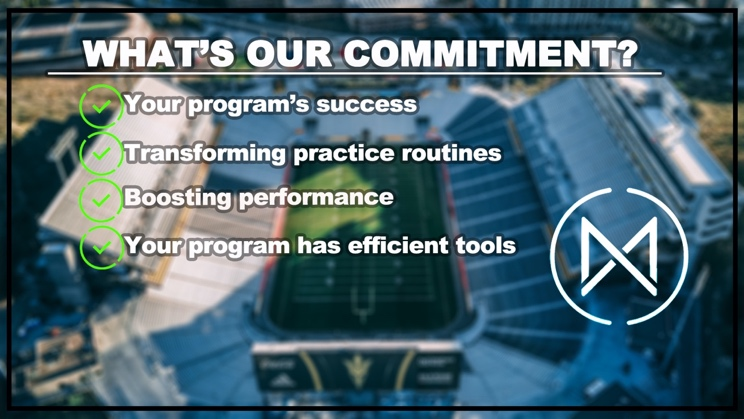 WHAT'S OUR COMMITMENT?
Your program's success
Transforming practice routines
Boosting performance
Your program has efficient tools